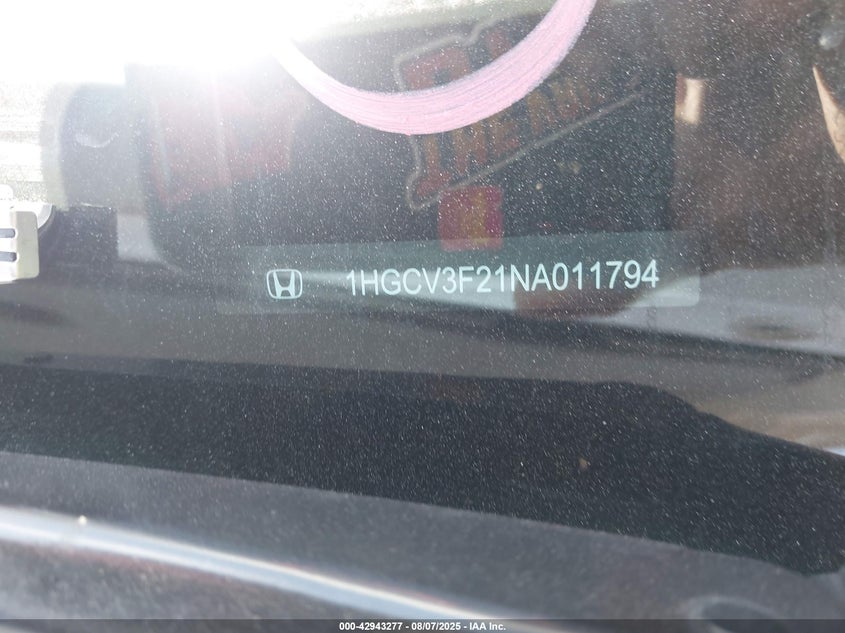 1HGCV3F21NA011794
000-42943277 - 08/07/2025 - IAA Inc.